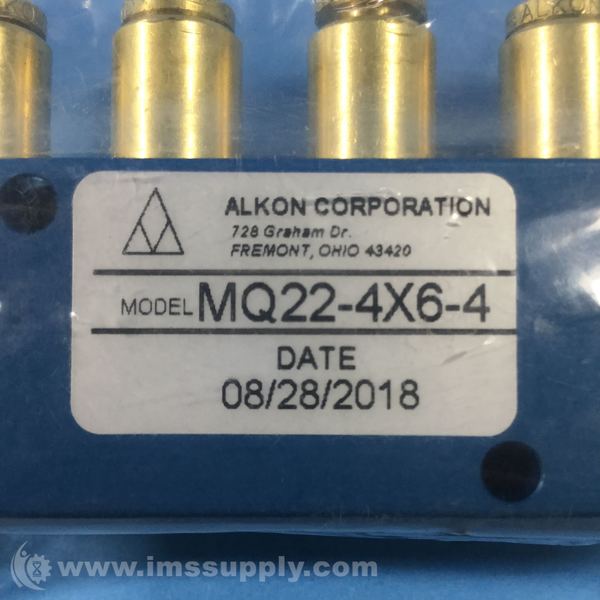 ALKON
ALKON CORPORATION
728 Graham Dr.
FREMONT, OHIO 43420
MODEL MQ22-4X6-4
DATE
08/28/2018
www.imssupply.com